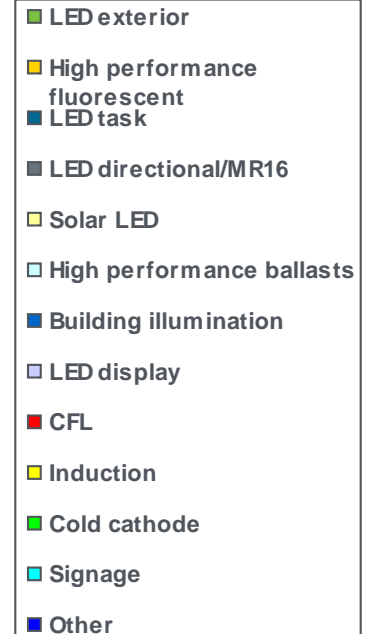 LED exterior
High performance
fluorescent
LED task
LED directional/MR16
Solar LED
High performance ballasts
Building illumination
LED display
CFL
Induction
Cold cathode
Signage
Other